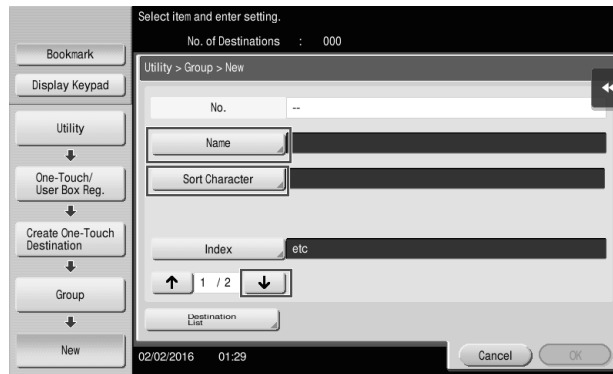 Select item and enter setting.
No. of Destinations : 000
Bookmark
Display Keypad
Utility > Group > New
No. --
Utility
Name
One-Touch/
User Box Reg.
Sort Character
Create One-Touch
Destination
Index etc
Group
↑ 1 / 2 ↓
Destination
List
New
02/02/2016 01:29
Cancel
OK